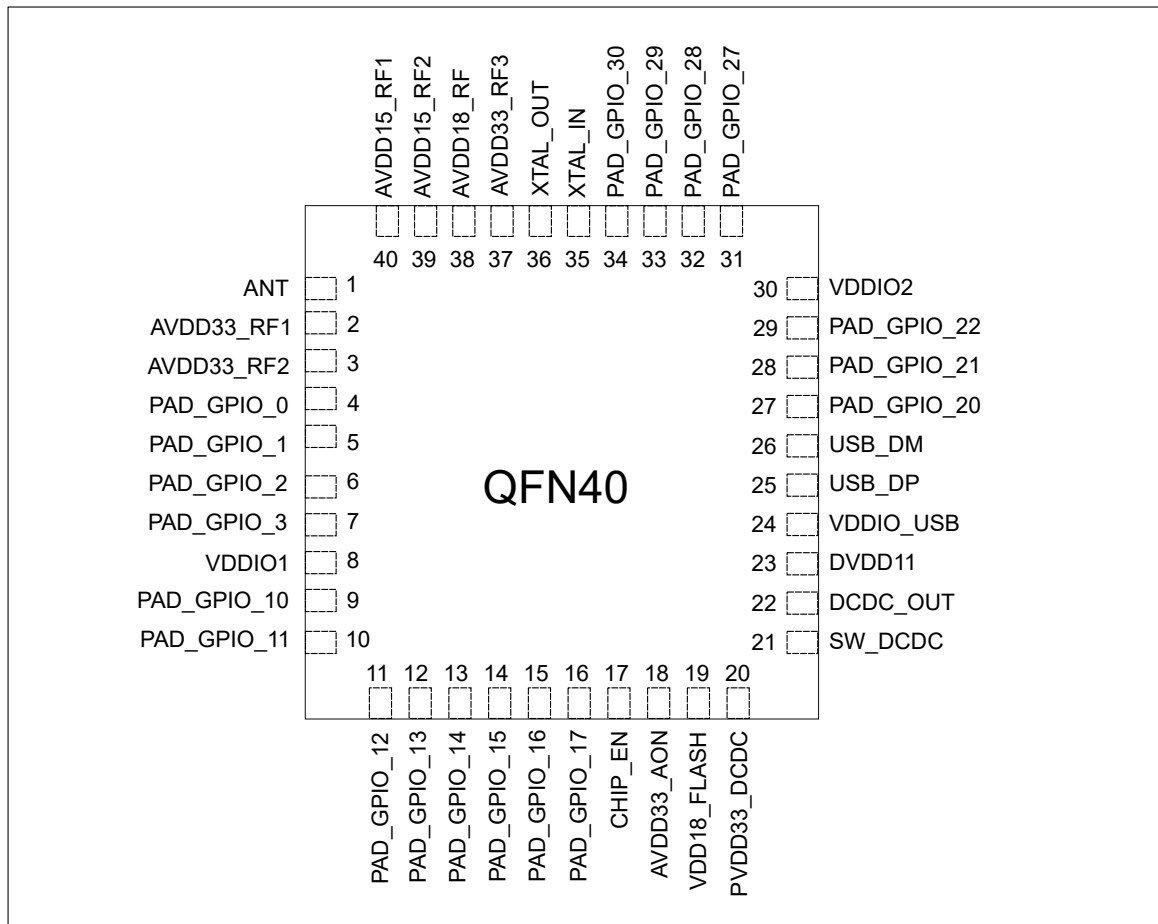 AVDD15_RF1
AVDD15_RF2
AVDD18_RF
AVDD33_RF3
XTAL_OUT
XTAL_IN
PAD_GPIO_30
PAD_GPIO_29
PAD_GPIO_28
PAD_GPIO_27
40 39 38 37 36 35 34 33 32 31
ANT 1
AVDD33_RF1 2
AVDD33_RF2 3
PAD_GPIO_0 4
PAD_GPIO_1 5
PAD_GPIO_2 6
PAD_GPIO_3 7
VDDIO1 8
PAD_GPIO_10 9
PAD_GPIO_11 10
QFN40
30 VDDIO2
29 PAD_GPIO_22
28 PAD_GPIO_21
27 PAD_GPIO_20
26 USB_DM
25 USB_DP
24 VDDIO_USB
23 DVDD11
22 DCDC_OUT
21 SW_DCDC
11 12 13 14 15 16 17 18 19 20
PAD_GPIO_12
PAD_GPIO_13
PAD_GPIO_14
PAD_GPIO_15
PAD_GPIO_16
PAD_GPIO_17
CHIP_EN
AVDD33_AON
VDD18_FLASH
PVDD33_DCDC